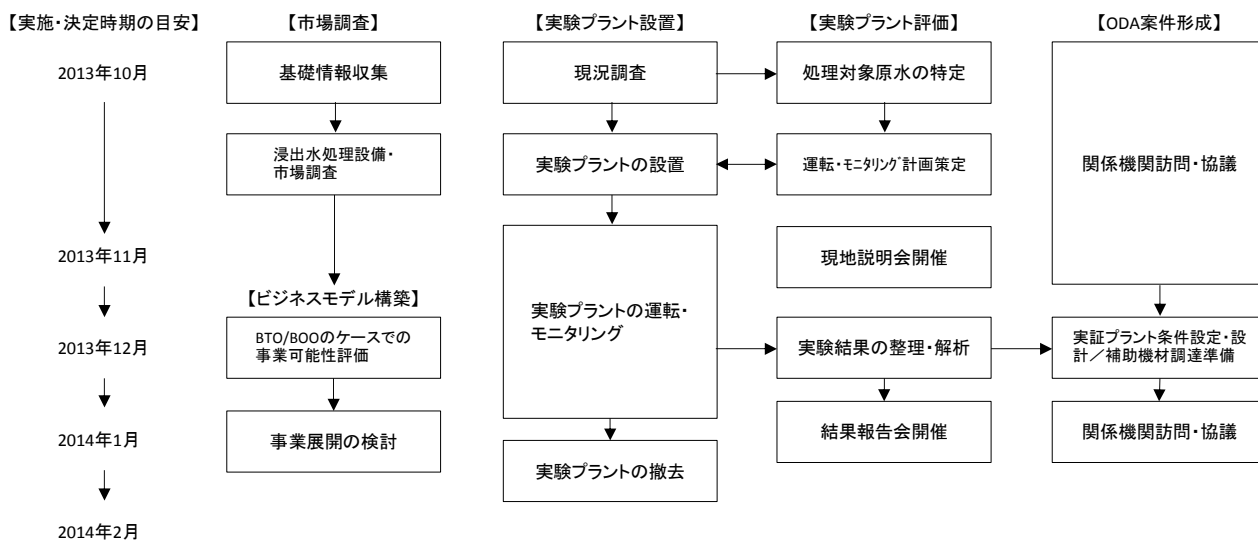 【実施・決定時期の目安】
【市場調査】
【実験プラント設置】
【実験プラント評価】
【ODA案件形成】
2013年10月
基礎情報収集
現況調査
処理対象原水の特定
浸出水処理設備・
市場調査
実験プラントの設置
運転・ﾓﾆﾀﾘﾝｸﾞ計画策定
関係機関訪問・協議
2013年11月
現地説明会開催
【ビジネスモデル構築】
実験プラントの運転・
モニタリング
2013年12月
BTO/BOOのケースでの
事業可能性評価
実験結果の整理・解析
実証プラント条件設定・設
計／補助機材調達準備
2014年1月
事業展開の検討
結果報告会開催
関係機関訪問・協議
実験プラントの撤去
2014年2月